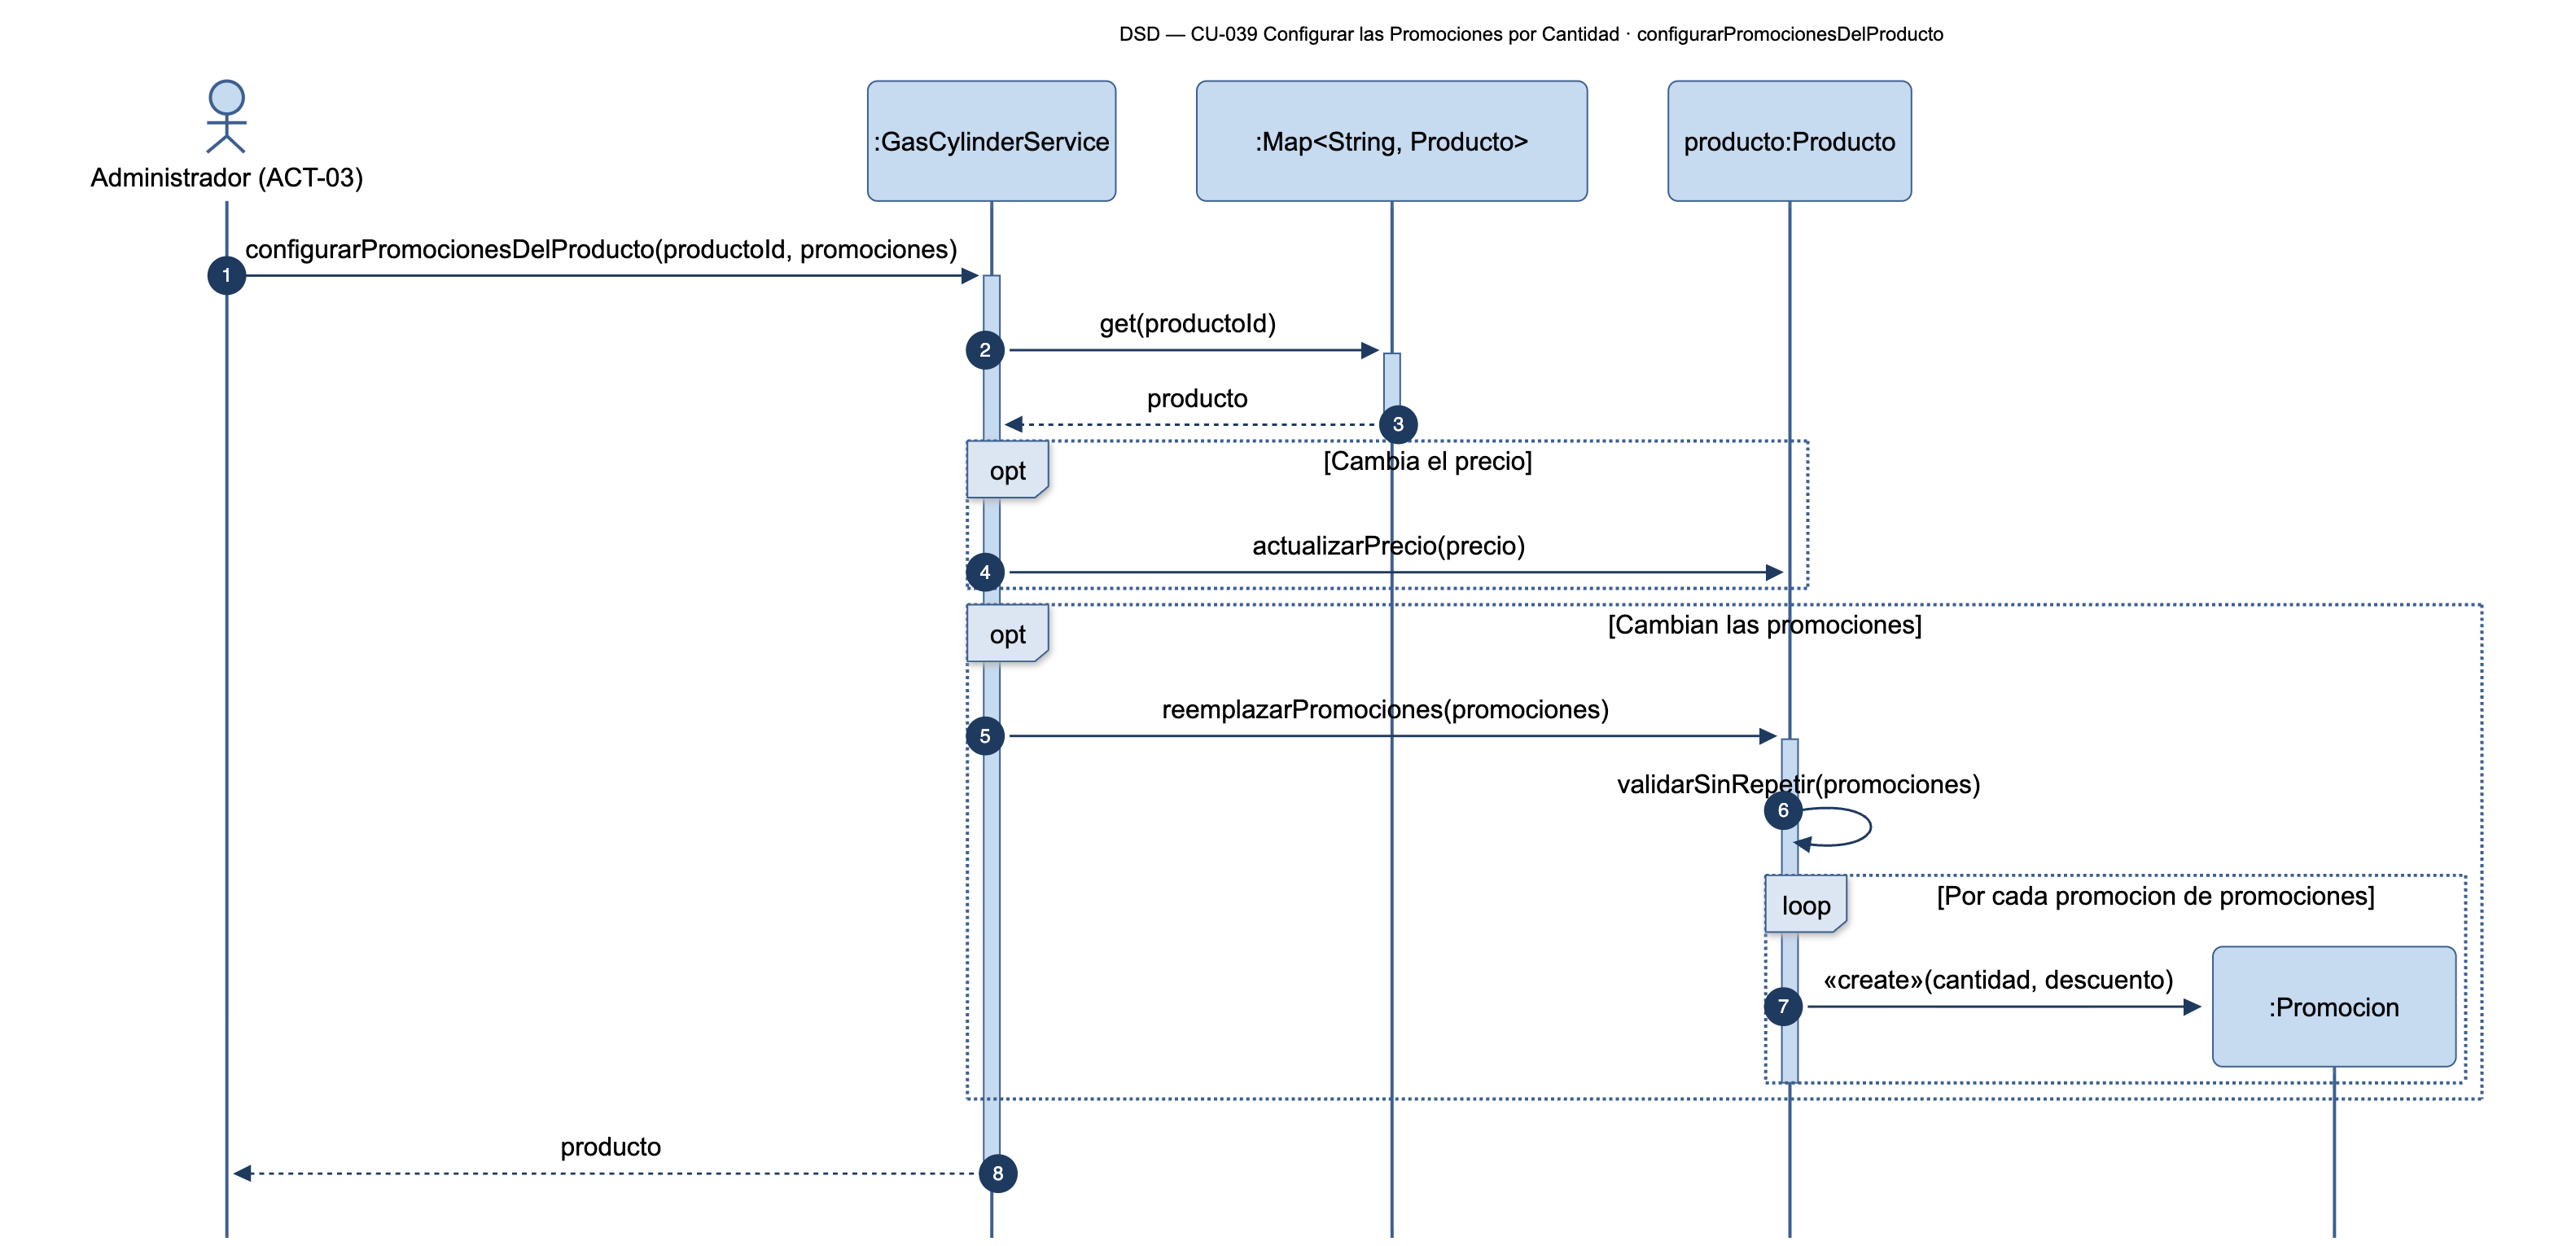 DSD — CU-039 Configurar las Promociones por Cantidad · configurarPromocionesDelProducto
Administrador (ACT-03)
:GasCylinderService
:Map<String, Producto>
producto:Producto
configurarPromocionesDelProducto(productoId, promociones)
1
get(productoId)
2
producto
3
opt
[Cambia el precio]
actualizarPrecio(precio)
4
opt
[Cambian las promociones]
reemplazarPromociones(promociones)
5
validarSinRepetir(promociones)
6
loop
[Por cada promocion de promociones]
«create»(cantidad, descuento)
7
:Promocion
producto
8